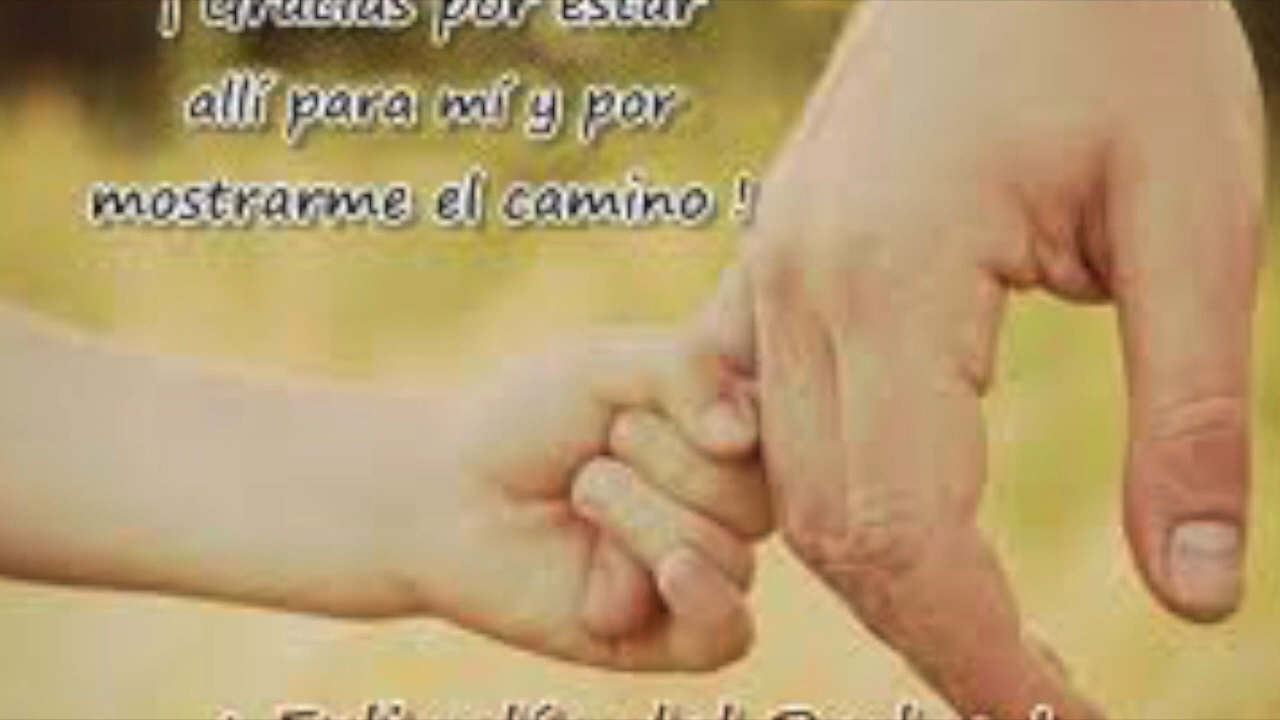 ¡ Gracias por estar
allí para mí y por
mostrarme el camino !